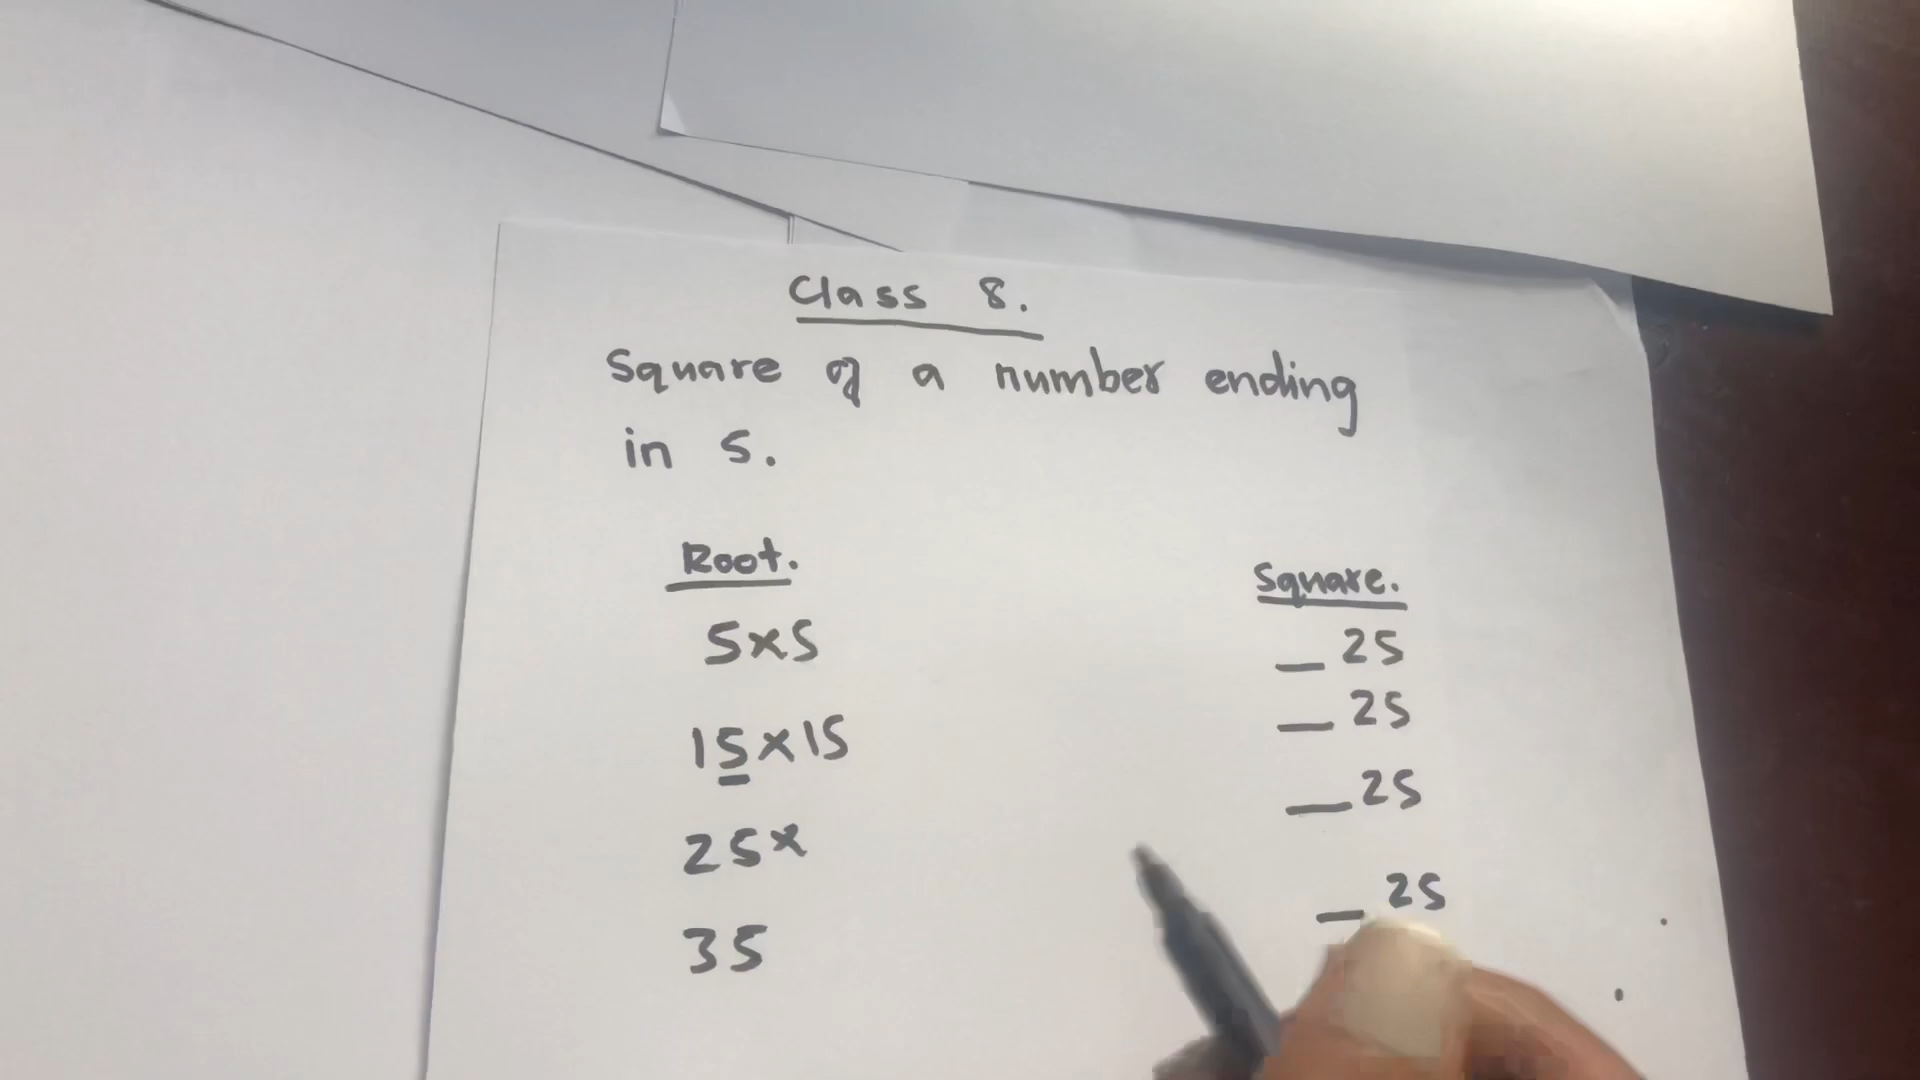 Class 8.
Square of a number ending
in 5.
Root.
Square.
5×5
_ 25
15×15
_ 25
25×
_ 25
35
_ 25